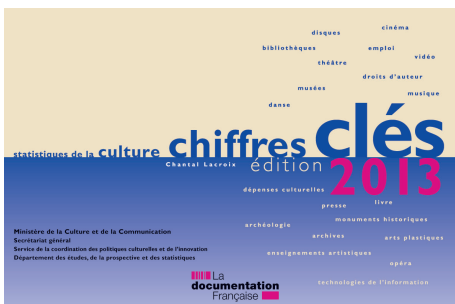 cinéma
disques
bibliothèques
emploi
vidéo
théâtre
droits d'auteur
musées
musique
danse
statistiques de la culture chiffres clés
Chantal Lacroix
édition 2013
dépenses culturelles
livre
presse
monuments historiques
archéologie
archives
arts plastiques
enseignements artistiques
opéra
technologies de l'information
Ministère de la Culture et de la Communication
Secrétariat général
Service de la coordination des politiques culturelles et de l'innovation
Département des études, de la prospective et des statistiques
La
documentation
Française